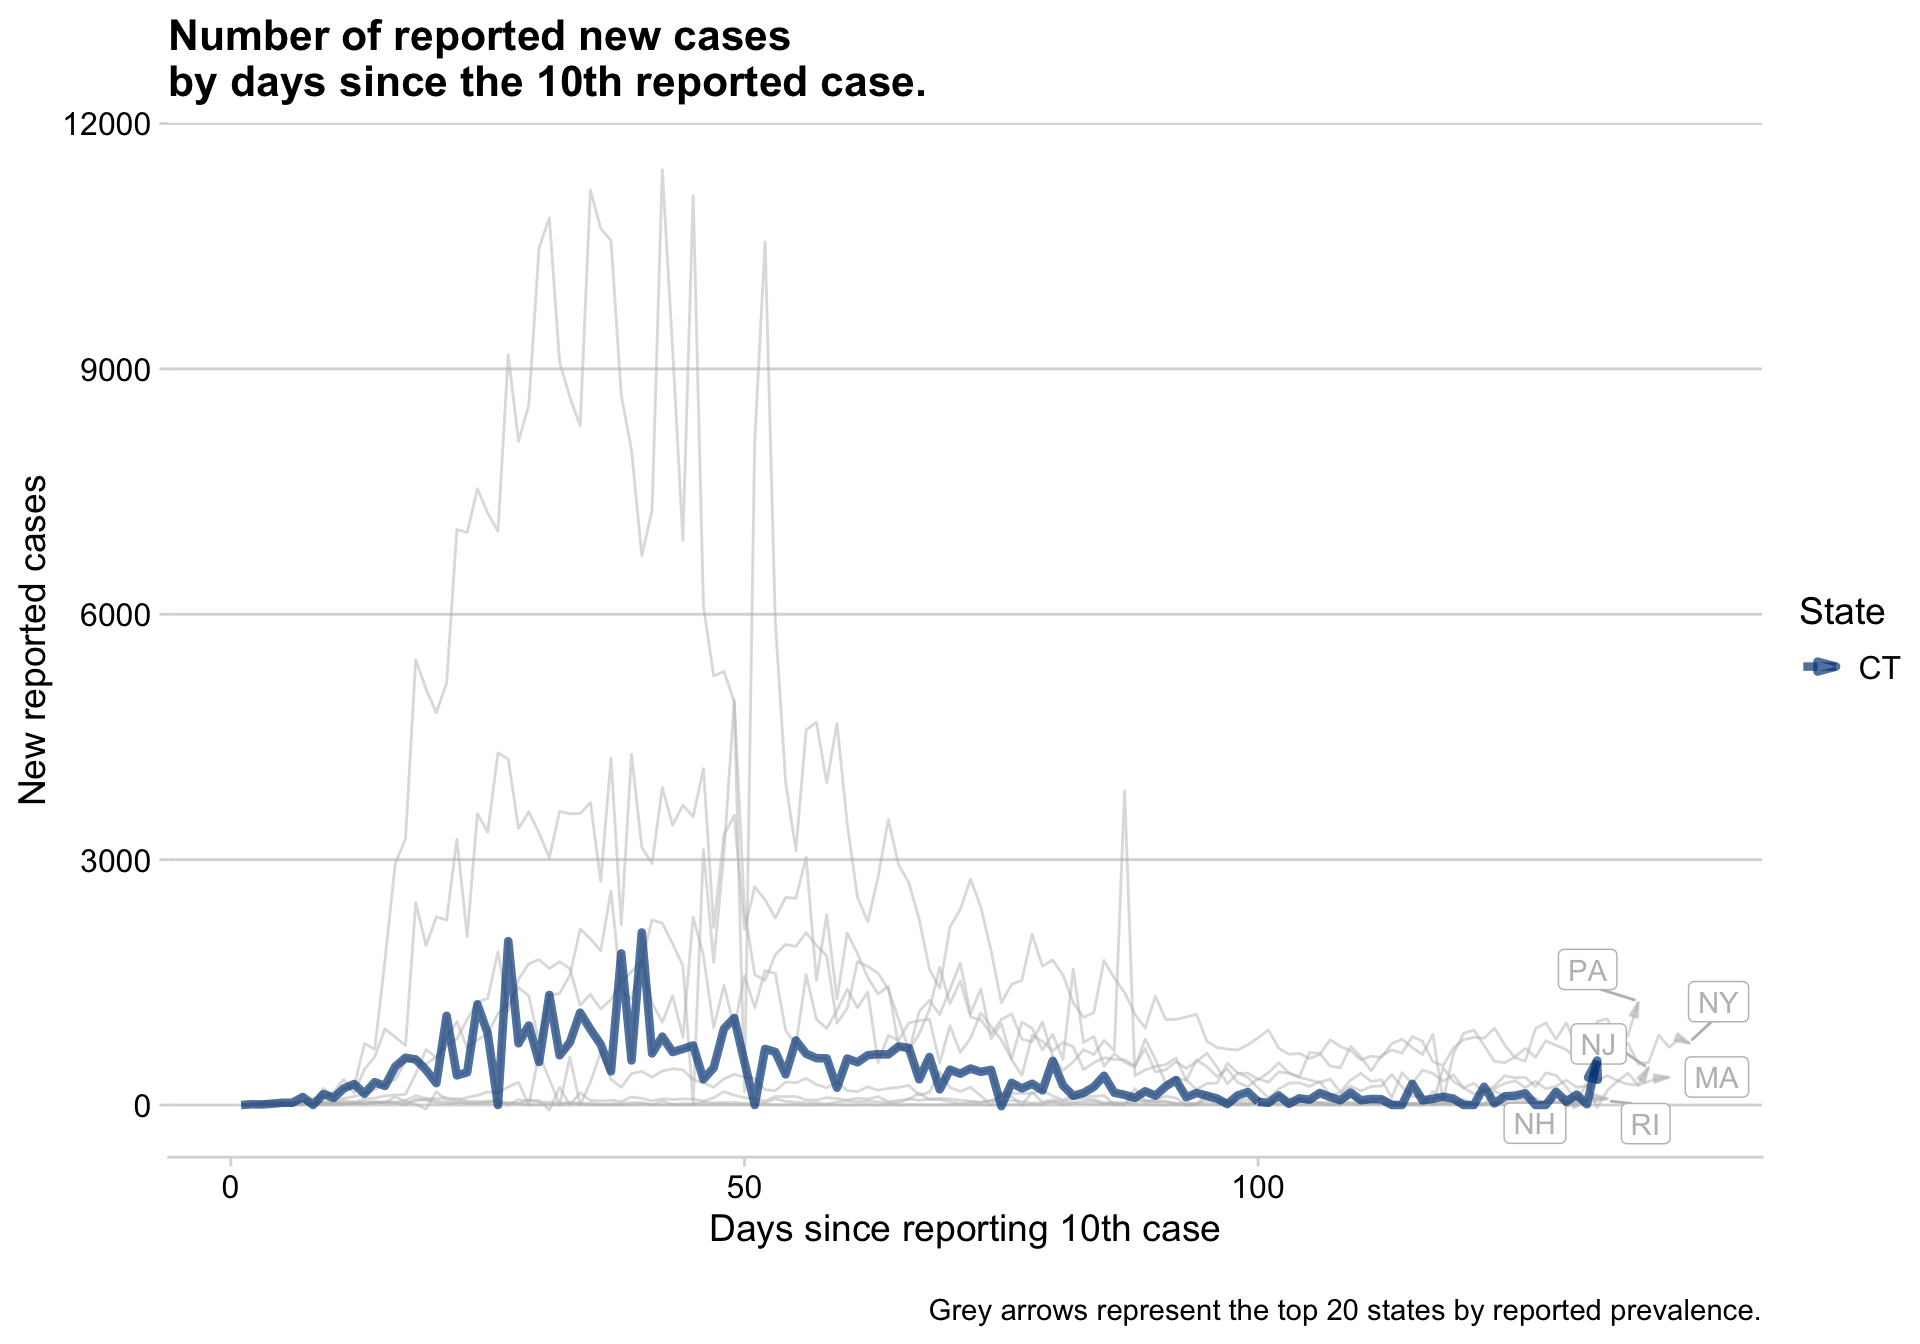 Number of reported new cases
by days since the 10th reported case.
12000
9000
6000
3000
0
New reported cases
PA
NY
NJ
MA
NH
RI
State
CT
0
50
100
Days since reporting 10th case
Grey arrows represent the top 20 states by reported prevalence.